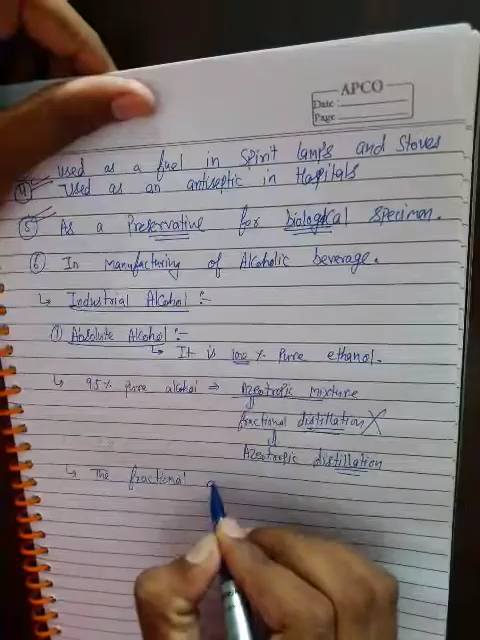 APCO
Date :
Page :
used as a fuel in spirit lamps and Stoves
④ Used as an antiseptic in Hospitals
⑤ As a Preservative for biological specimen.
⑥ In manufacturing of Alcoholic beverage.
↳ Industrial Alcohol :-
① Absolute Alcohol :-
↳ It is 100 % Pure ethanol.
↳ 95% Pure alcohol ⇒ Azeotropic mixture
⇓
fractional distillation X
⇓
Azeotropic distillation
↳ The fractional